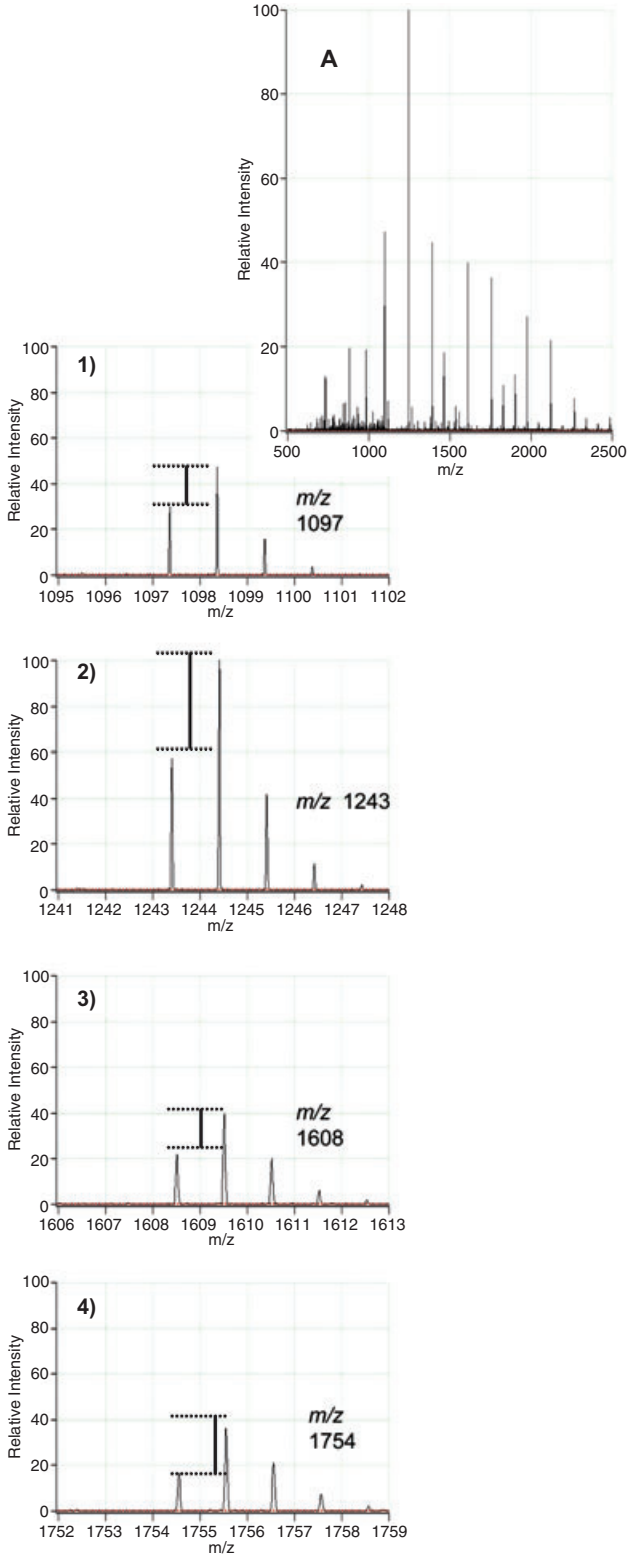 A
100
80
60
40
20
0
Relative Intensity
500 1000 1500 2000 2500
m/z
1)
100
80
60
40
20
0
Relative Intensity
m/z
1097
1095 1096 1097 1098 1099 1100 1101 1102
m/z
2)
100
80
60
40
20
0
Relative Intensity
m/z 1243
1241 1242 1243 1244 1245 1246 1247 1248
m/z
3)
100
80
60
40
20
0
Relative Intensity
m/z
1608
1606 1607 1608 1609 1610 1611 1612 1613
m/z
4)
100
80
60
40
20
0
Relative Intensity
m/z
1754
1752 1753 1754 1755 1756 1757 1758 1759
m/z